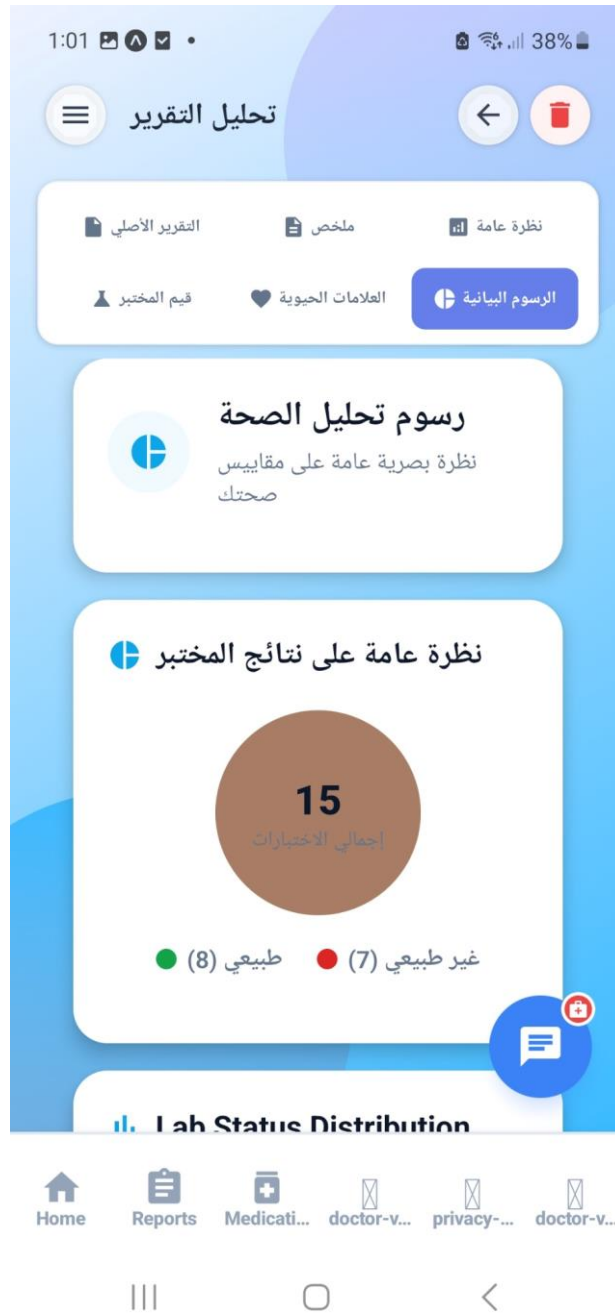 1:01
38%
تحليل التقرير
نظرة عامة
ملخص
التقرير الأصلي
الرسوم البيانية
العلامات الحيوية
قيم المختبر
رسوم تحليل الصحة
نظرة بصرية عامة على مقاييس
صحتك
نظرة عامة على نتائج المختبر
15
إجمالي الاختبارات
غير طبيعي (7)
طبيعي (8)
Lab Status Distribution
Home
Reports
Medicati...
doctor-v...
privacy-...
doctor-v...